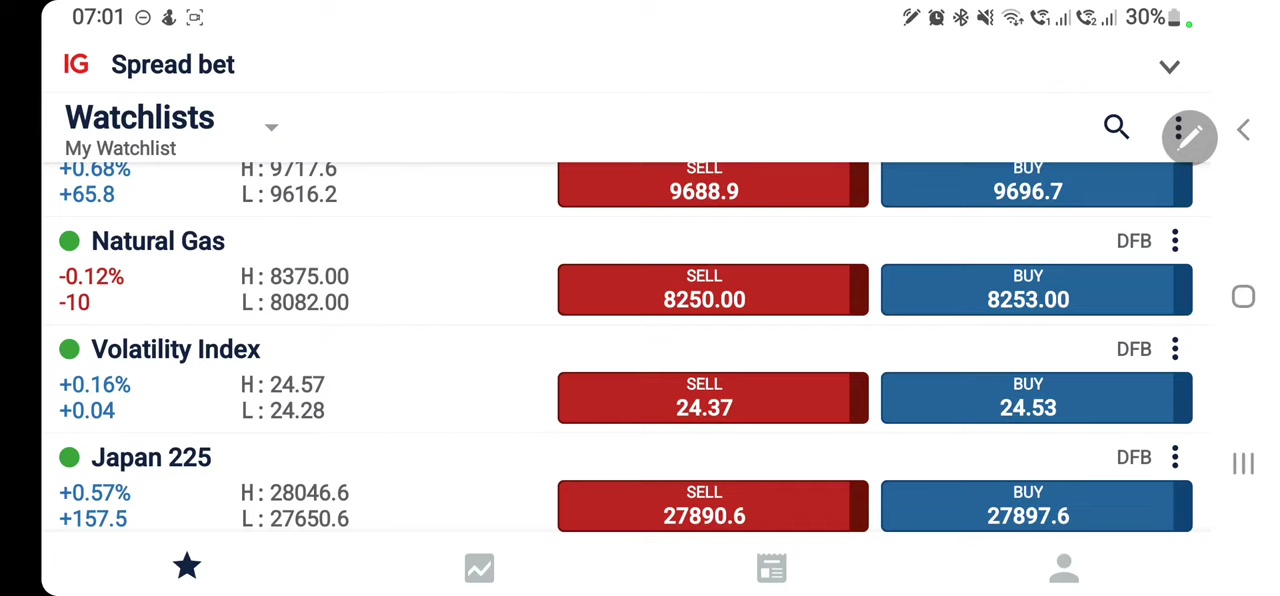 07:01 1 2 30%
IG Spread bet
Watchlists
My Watchlist
+0.68% H : 9717.6 SELL BUY
+65.8 L : 9616.2 9688.9 9696.7
Natural Gas DFB
-0.12% H : 8375.00 SELL BUY
-10 L : 8082.00 8250.00 8253.00
Volatility Index DFB
+0.16% H : 24.57 SELL BUY
+0.04 L : 24.28 24.37 24.53
Japan 225 DFB
+0.57% H : 28046.6 SELL BUY
+157.5 L : 27650.6 27890.6 27897.6